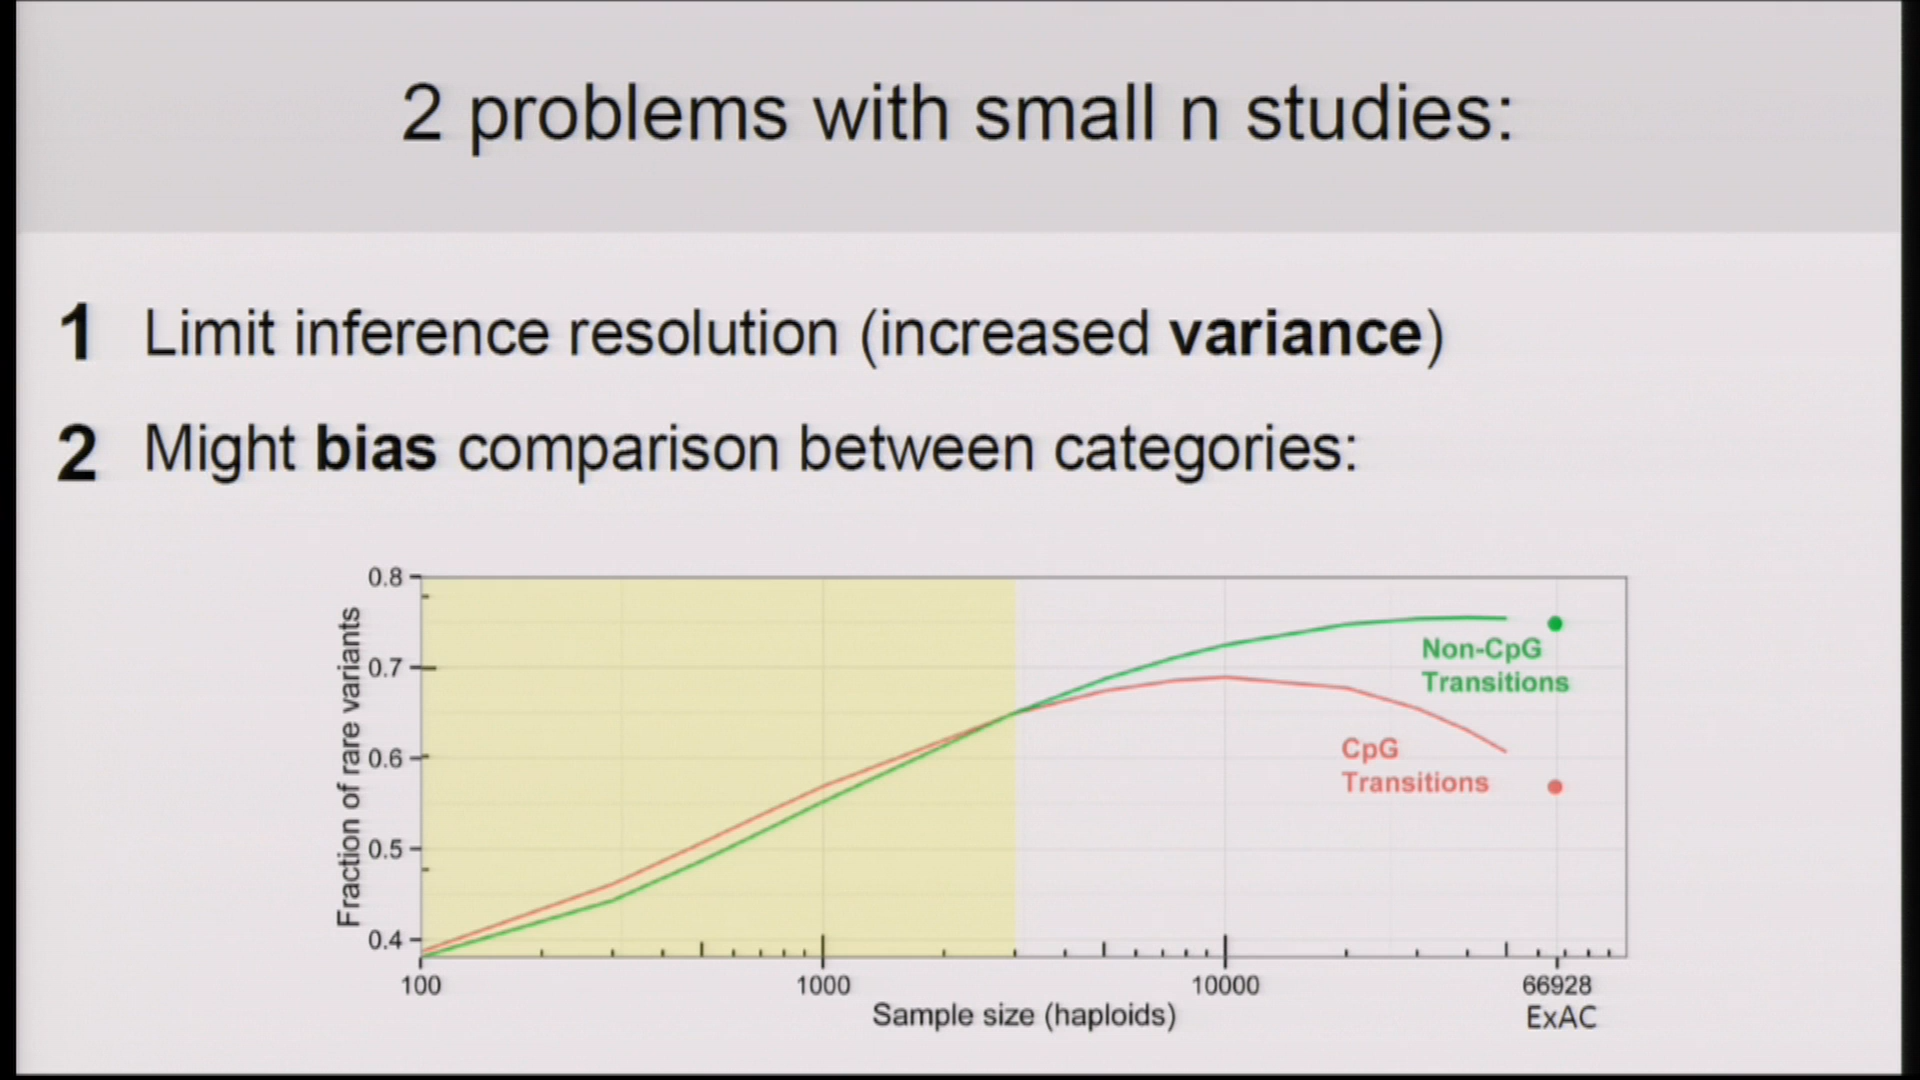 2 problems with small n studies:
1 Limit inference resolution (increased variance)
2 Might bias comparison between categories:
0.8
0.7
0.6
0.5
0.4
Fraction of rare variants
Non-CpG
Transitions
CpG
Transitions
100
1000
10000
66928
ExAC
Sample size (haploids)